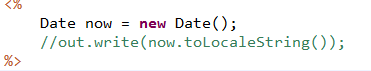 <%
Date now = new Date();
//out.write(now.toLocaleString());
%>